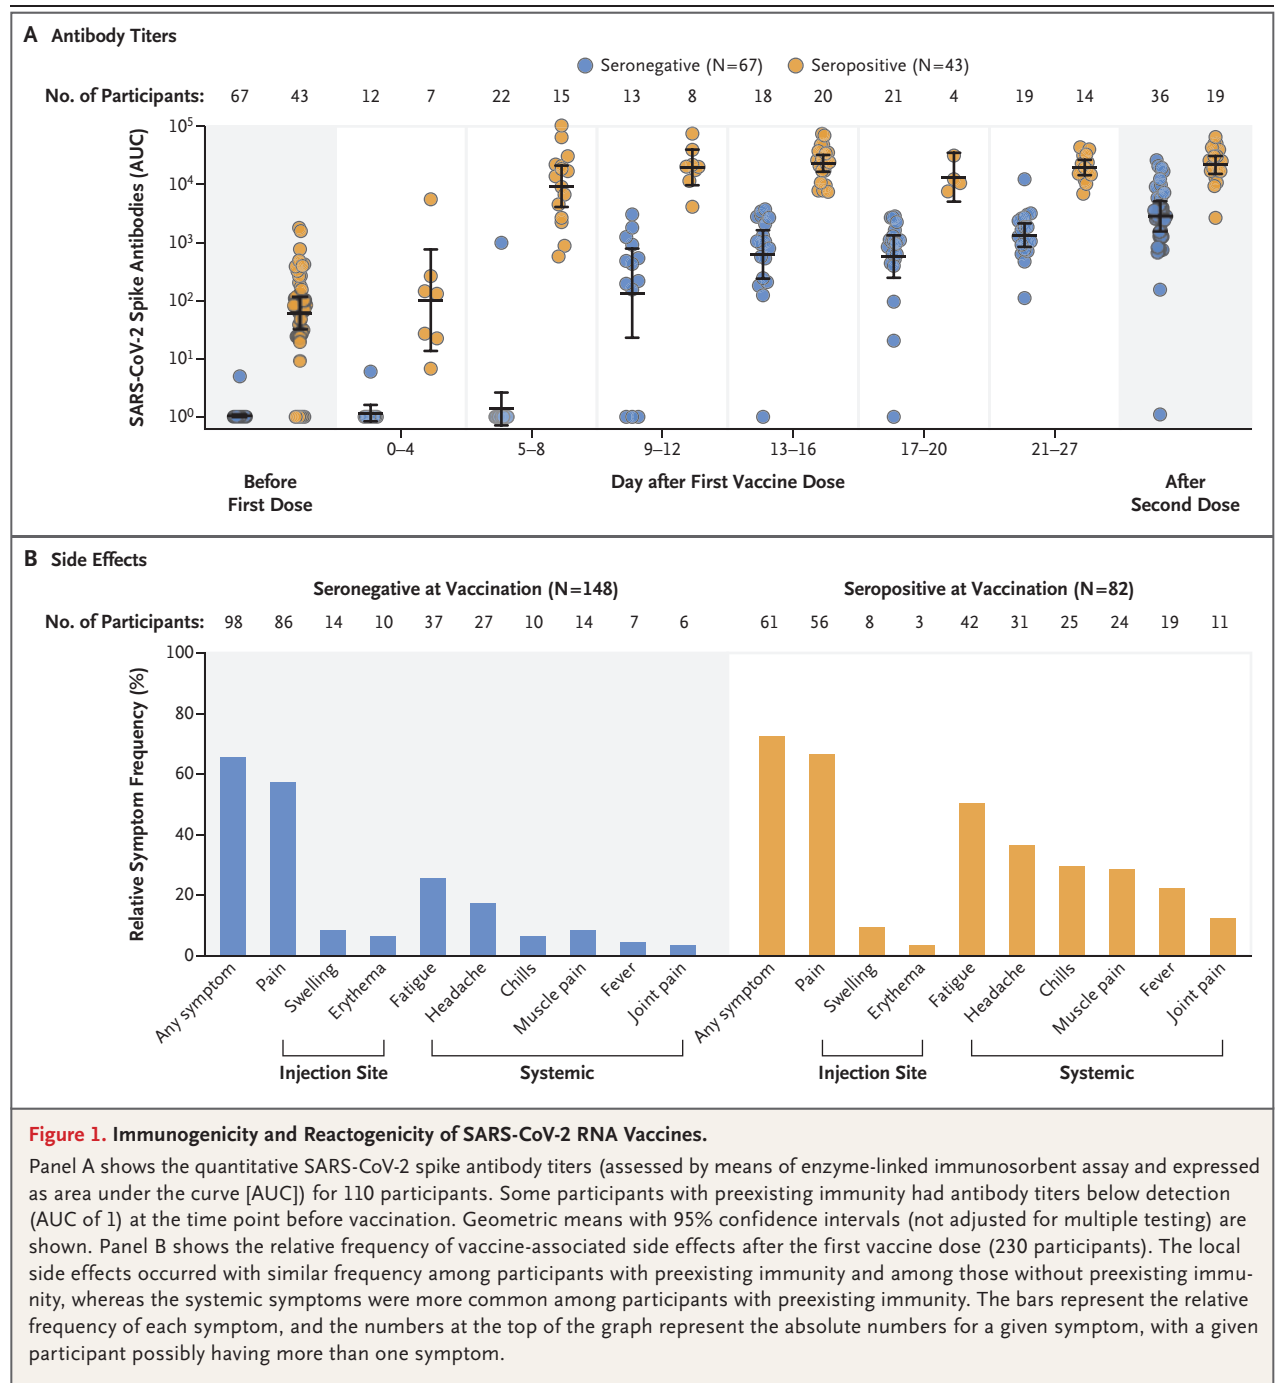 A Antibody Titers
Seronegative (N=67) Seropositive (N=43)
No. of Participants: 67 43 12 7 22 15 13 8 18 20 21 4 19 14 36 19
SARS-CoV-2 Spike Antibodies (AUC)
10⁵
10⁴
10³
10²
10¹
10⁰
0–4 5–8 9–12 13–16 17–20 21–27
Before First Dose
Day after First Vaccine Dose
After Second Dose
B Side Effects
Seronegative at Vaccination (N=148) Seropositive at Vaccination (N=82)
No. of Participants: 98 86 14 10 37 27 10 14 7 6 61 56 8 3 42 31 25 24 19 11
Relative Symptom Frequency (%)
100
80
60
40
20
0
Any symptom Pain Swelling Erythema Fatigue Headache Chills Muscle pain Fever Joint pain Any symptom Pain Swelling Erythema Fatigue Headache Chills Muscle pain Fever Joint pain
Injection Site Systemic Injection Site Systemic
Figure 1. Immunogenicity and Reactogenicity of SARS-CoV-2 RNA Vaccines.
Panel A shows the quantitative SARS-CoV-2 spike antibody titers (assessed by means of enzyme-linked immunosorbent assay and expressed
as area under the curve [AUC]) for 110 participants. Some participants with preexisting immunity had antibody titers below detection
(AUC of 1) at the time point before vaccination. Geometric means with 95% confidence intervals (not adjusted for multiple testing) are
shown. Panel B shows the relative frequency of vaccine-associated side effects after the first vaccine dose (230 participants). The local
side effects occurred with similar frequency among participants with preexisting immunity and among those without preexisting immu-
nity, whereas the systemic symptoms were more common among participants with preexisting immunity. The bars represent the relative
frequency of each symptom, and the numbers at the top of the graph represent the absolute numbers for a given symptom, with a given
participant possibly having more than one symptom.